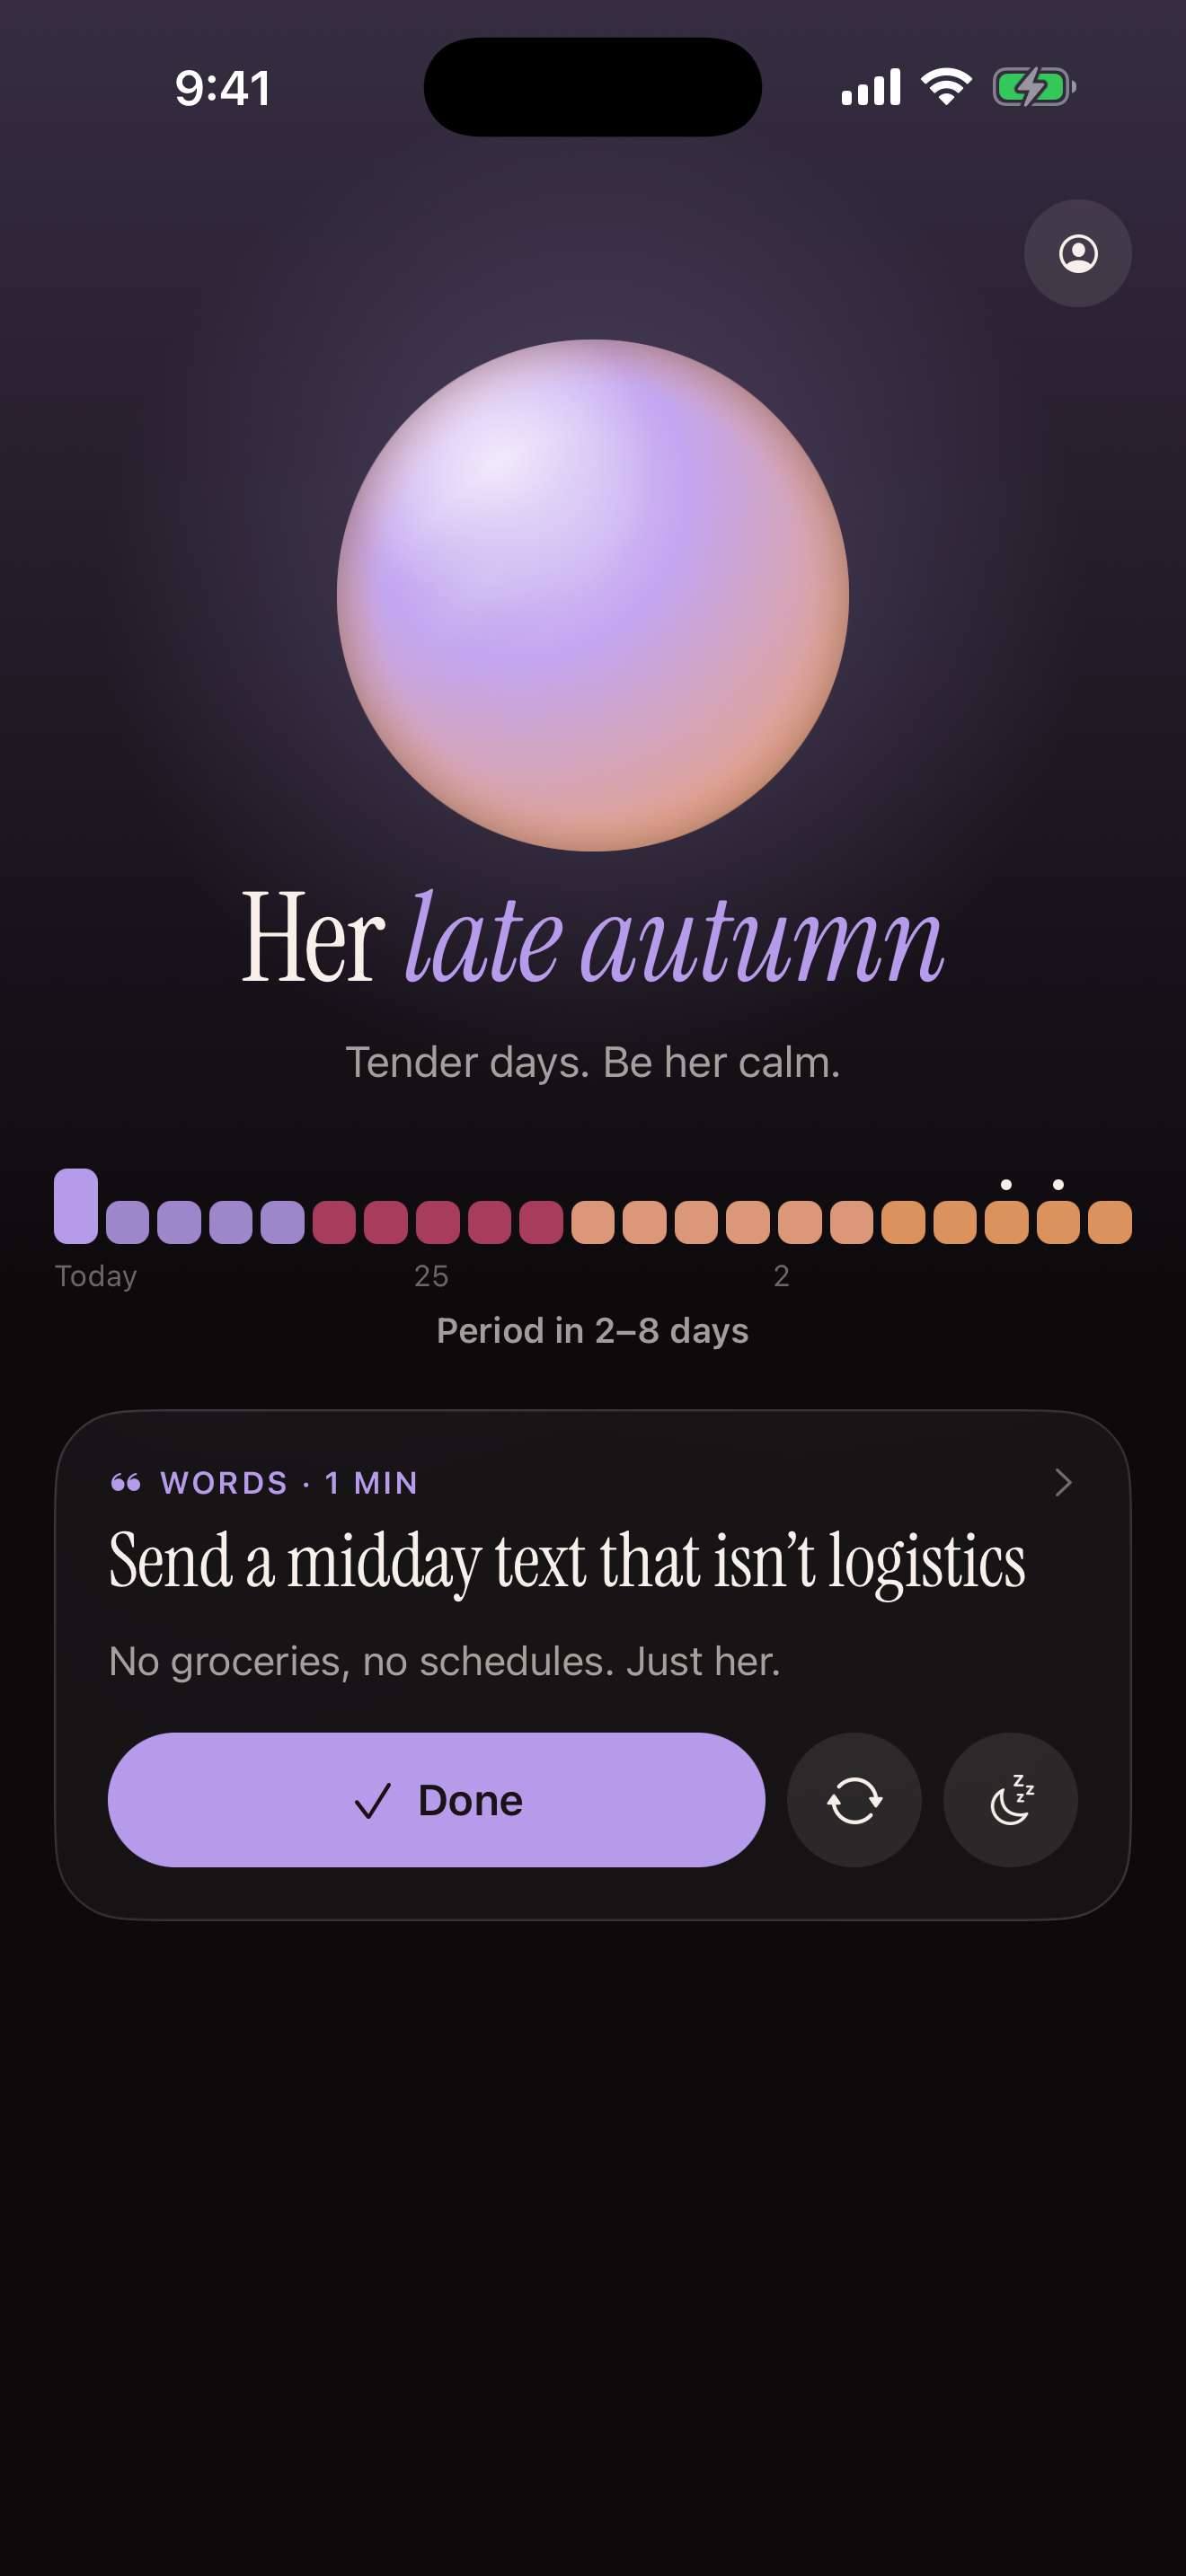 9:41
Her late autumn
Tender days. Be her calm.
Today 25 2
Period in 2–8 days
WORDS · 1 MIN
Send a midday text that isn’t logistics
No groceries, no schedules. Just her.
Done